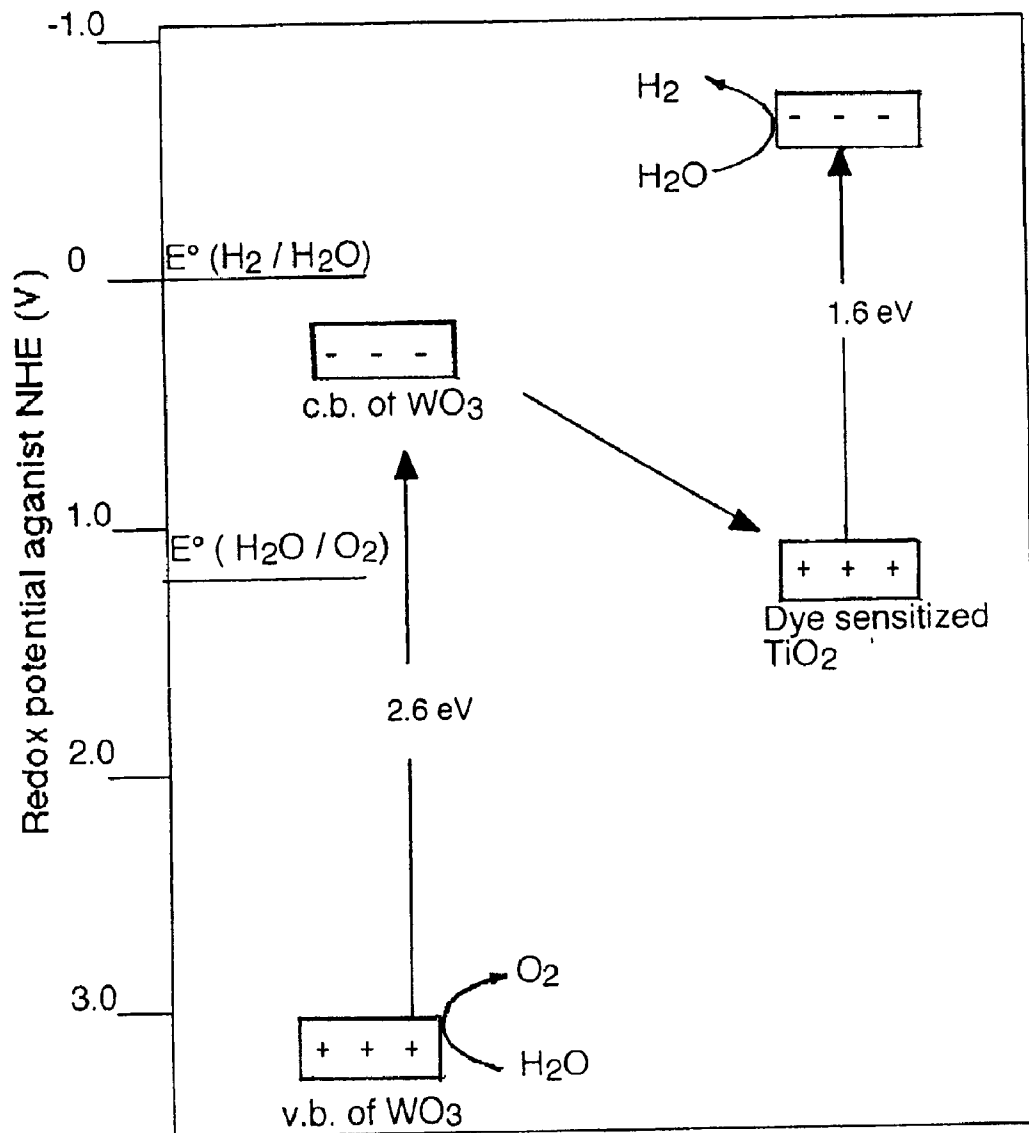 -1.0
H2
- - -
H2O
0
E° (H2 / H2O)
1.6 eV
- - -
c.b. of WO3
1.0
E° ( H2O / O2)
+ + +
Dye sensitized
TiO2
2.6 eV
2.0
O2
3.0
+ + +
H2O
v.b. of WO3
Redox potential aganist NHE (V)